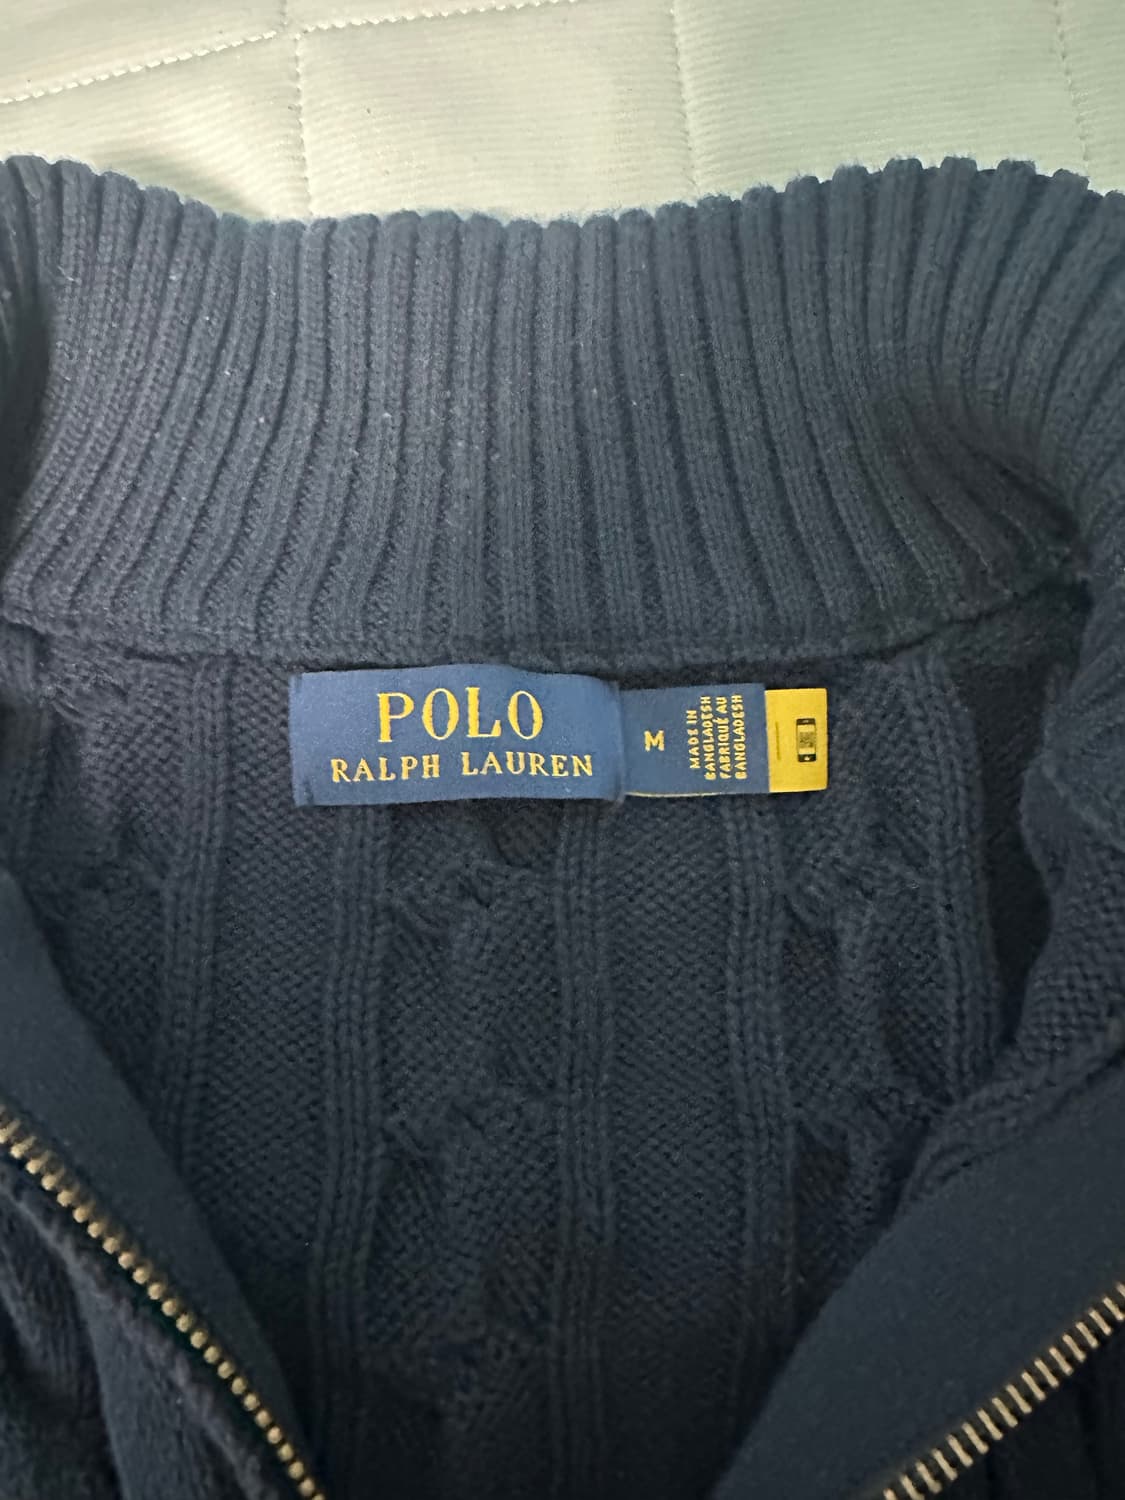 POLO
RALPH LAUREN
M
MADE IN
BANGLADESH
FABRIQUÉ AU
BANGLADESH